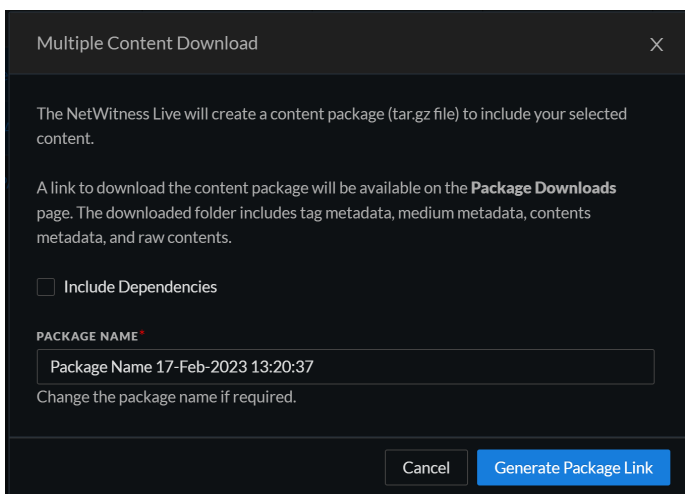 Multiple Content Download
X
The NetWitness Live will create a content package (tar.gz file) to include your selected
content.
A link to download the content package will be available on the Package Downloads
page. The downloaded folder includes tag metadata, medium metadata, contents
metadata, and raw contents.
Include Dependencies
PACKAGE NAME*
Package Name 17-Feb-2023 13:20:37
Change the package name if required.
Cancel Generate Package Link